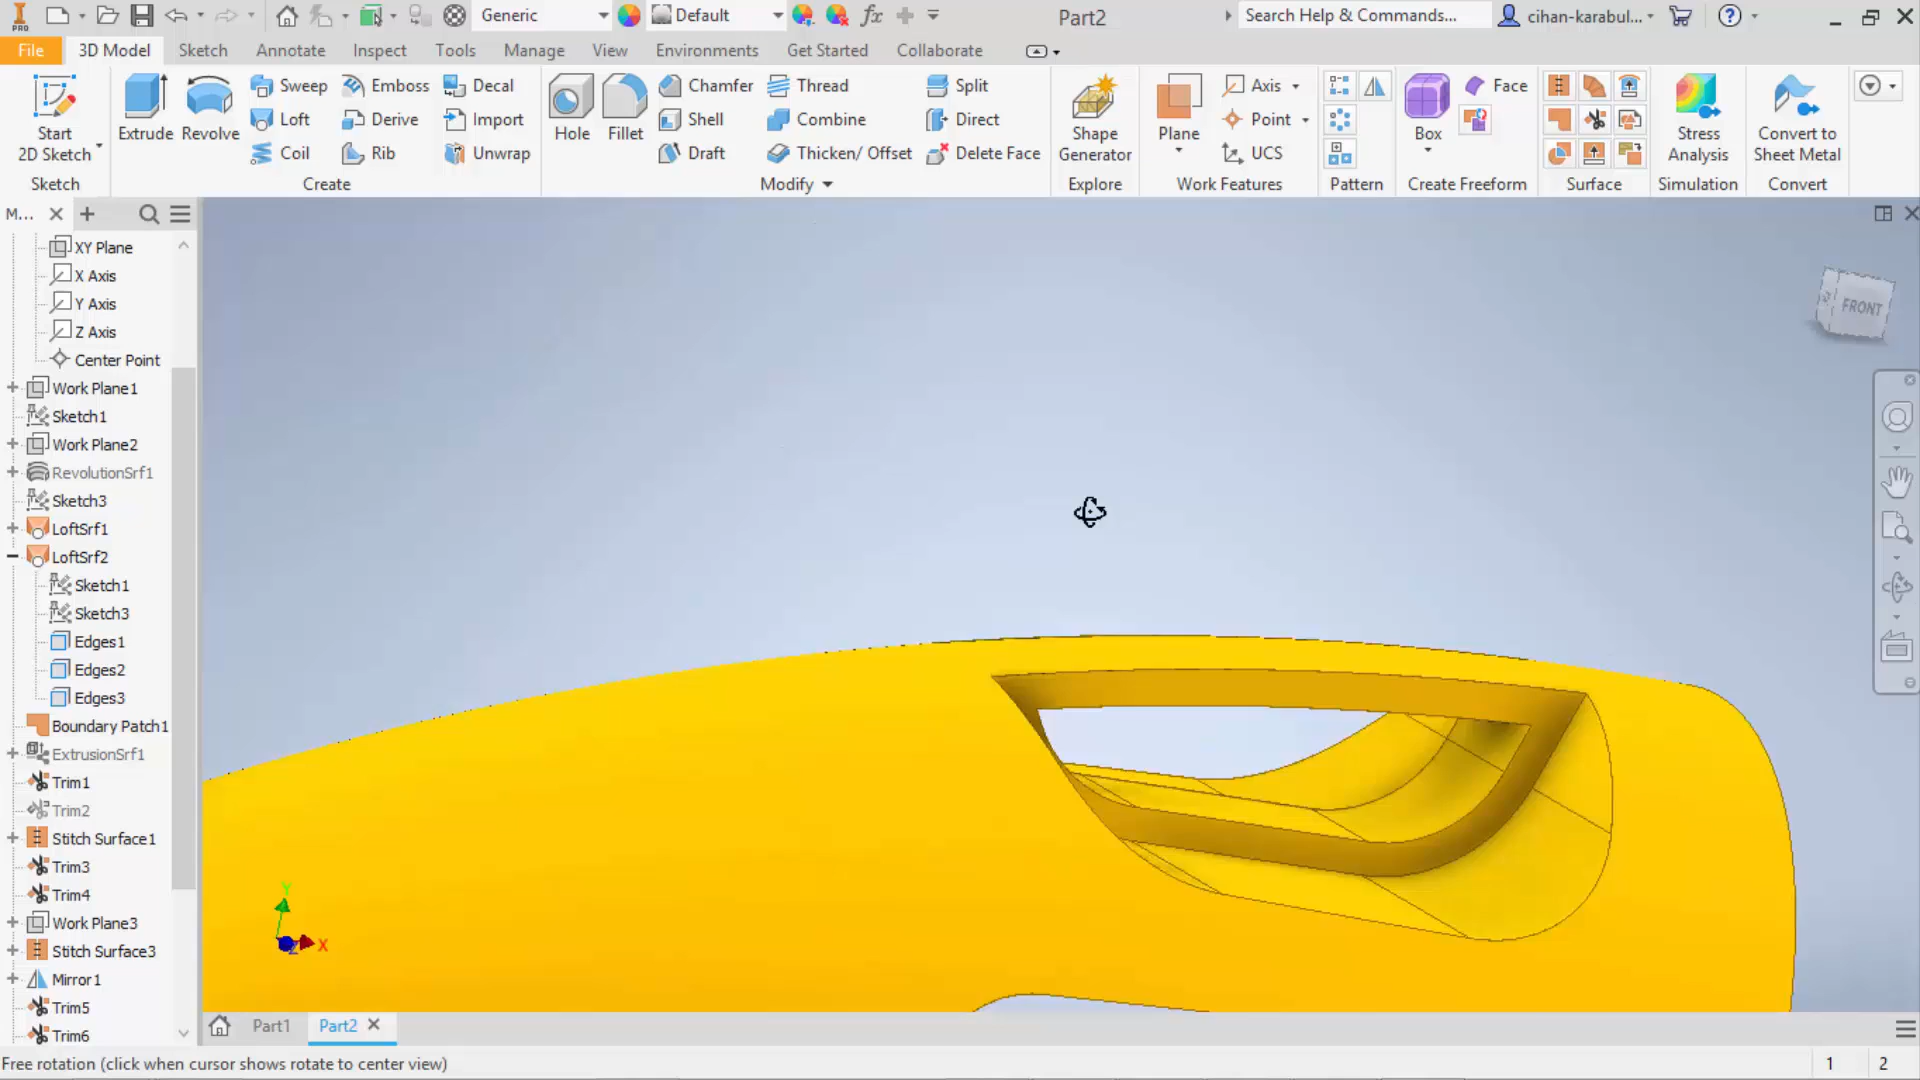 PRO
Generic
Default
fx
Part2
Search Help & Commands...
cihan-karabul...
File
3D Model
Sketch
Annotate
Inspect
Tools
Manage
View
Environments
Get Started
Collaborate
Start
2D Sketch
Sketch
Extrude
Revolve
Sweep
Loft
Coil
Emboss
Derive
Rib
Decal
Import
Unwrap
Create
Hole
Fillet
Chamfer
Shell
Draft
Thread
Combine
Thicken/ Offset
Split
Direct
Delete Face
Modify
Shape
Generator
Explore
Plane
Axis
Point
UCS
Work Features
Pattern
Box
Face
Create Freeform
Surface
Stress
Analysis
Simulation
Convert to
Sheet Metal
Convert
M...
XY Plane
X Axis
Y Axis
Z Axis
Center Point
Work Plane1
Sketch1
Work Plane2
RevolutionSrf1
Sketch3
LoftSrf1
LoftSrf2
Sketch1
Sketch3
Edges1
Edges2
Edges3
Boundary Patch1
ExtrusionSrf1
Trim1
Trim2
Stitch Surface1
Trim3
Trim4
Work Plane3
Stitch Surface3
Mirror1
Trim5
Trim6
FRONT
Y
X
Z
Part1
Part2
Free rotation (click when cursor shows rotate to center view)
1
2